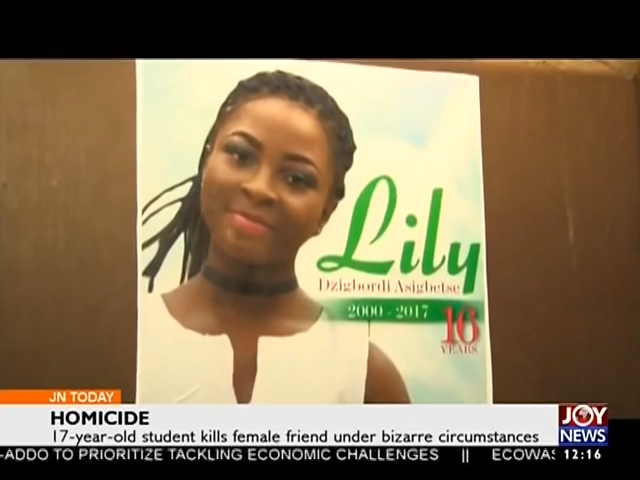 Lily
Dzigbordi Asigbetse
2000 - 2017
16
YEARS
JN TODAY
HOMICIDE
17-year-old student kills female friend under bizarre circumstances
JOY
NEWS
-ADDO TO PRIORITIZE TACKLING ECONOMIC CHALLENGES || ECOWAS
12:16